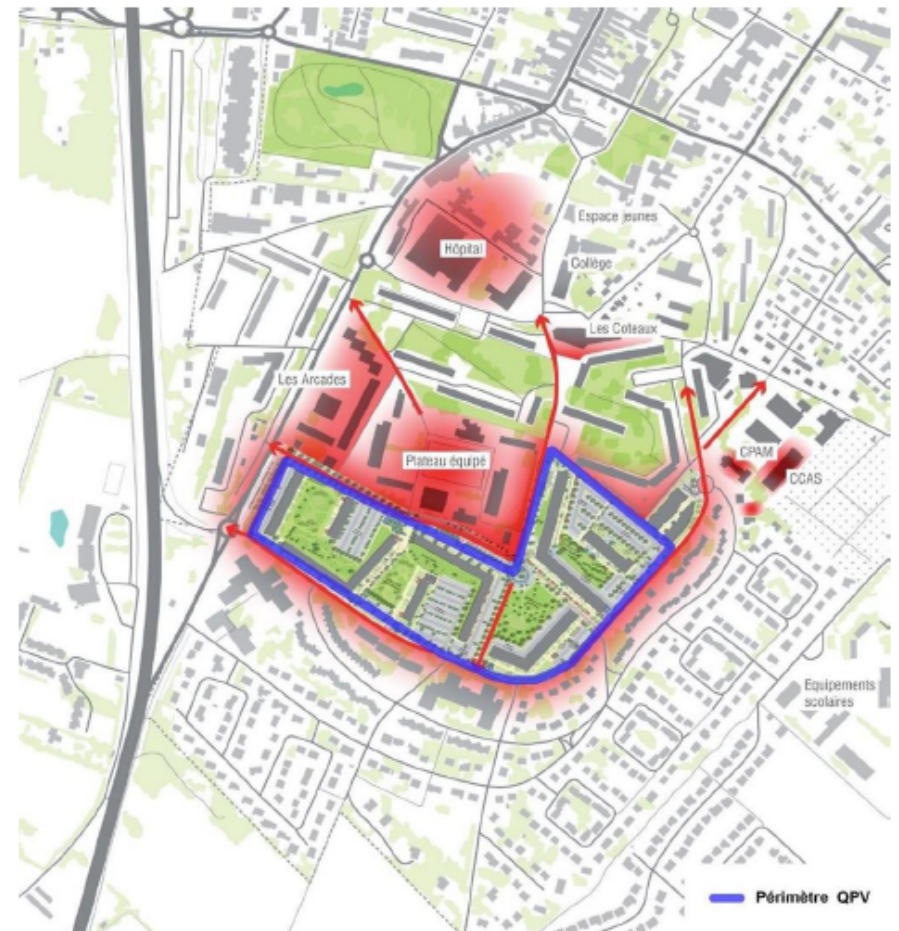 Espace jeunes
Hôpital
Collège
Les Coteaux
Les Arcades
Plateau équipé
CPAM
CCAS
Equipements
scolaires
Périmètre QPV